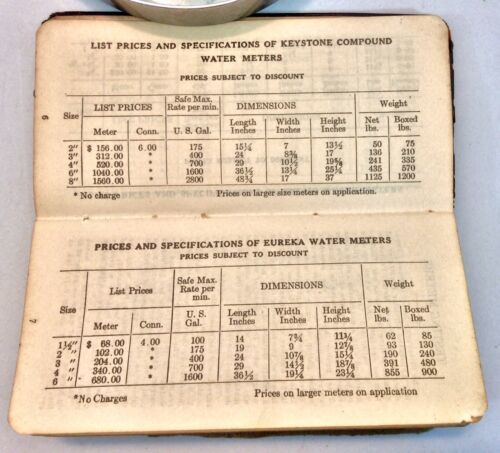 LIST PRICES AND SPECIFICATIONS OF KEYSTONE COMPOUND
WATER METERS
PRICES SUBJECT TO DISCOUNT
6
Size LIST PRICES Safe Max. Rate per min. DIMENSIONS Weight
Meter Conn. U. S. Gal. Length Inches Width Inches Height Inches Net lbs. Boxed lbs.
2" $ 156.00 6.00 175 15¼ 7 13½ 50 75
3" 312.00 * 400 24 8⅜ 17 136 210
4" 520.00 * 700 29 10½ 19⅝ 241 335
6" 1040.00 * 1600 36½ 13¼ 25¼ 435 570
8" 1560.00 * 2800 48¾ 17 37 1125 1200
* No charge Prices on larger size meters on application.
PRICES AND SPECIFICATIONS OF EUREKA WATER METERS
PRICES SUBJECT TO DISCOUNT
7
Size List Prices Safe Max. Rate per min. DIMENSIONS Weight
Meter Conn. U. S. Gal. Length Inches Width Inches Height Inches Net lbs. Boxed lbs.
1½" $ 68.00 4.00 100 14 7¾ 11¼ 62 85
2 " 102.00 * 175 19 9 12⅞ 93 130
3 " 204.00 * 400 24 10⅞ 15¼ 190 240
4 " 340.00 * 700 29 14½ 18⅞ 391 480
6 " 680.00 * 1600 36½ 19¼ 23¼ 855 900
*No Charges Prices on larger meters on application